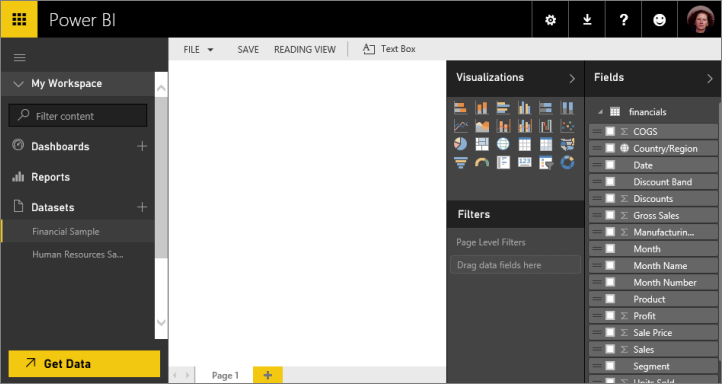 Power BI
?
FILE SAVE READING VIEW Text Box
My Workspace
Filter content
Dashboards
Reports
Datasets
Financial Sample
Human Resources Sa...
Get Data
Page 1
Visualizations
Filters
Page Level Filters
Drag data fields here
Fields
financials
COGS
Country/Region
Date
Discount Band
Discounts
Gross Sales
Manufacturin...
Month
Month Name
Month Number
Product
Profit
Sale Price
Sales
Segment
Units Sold